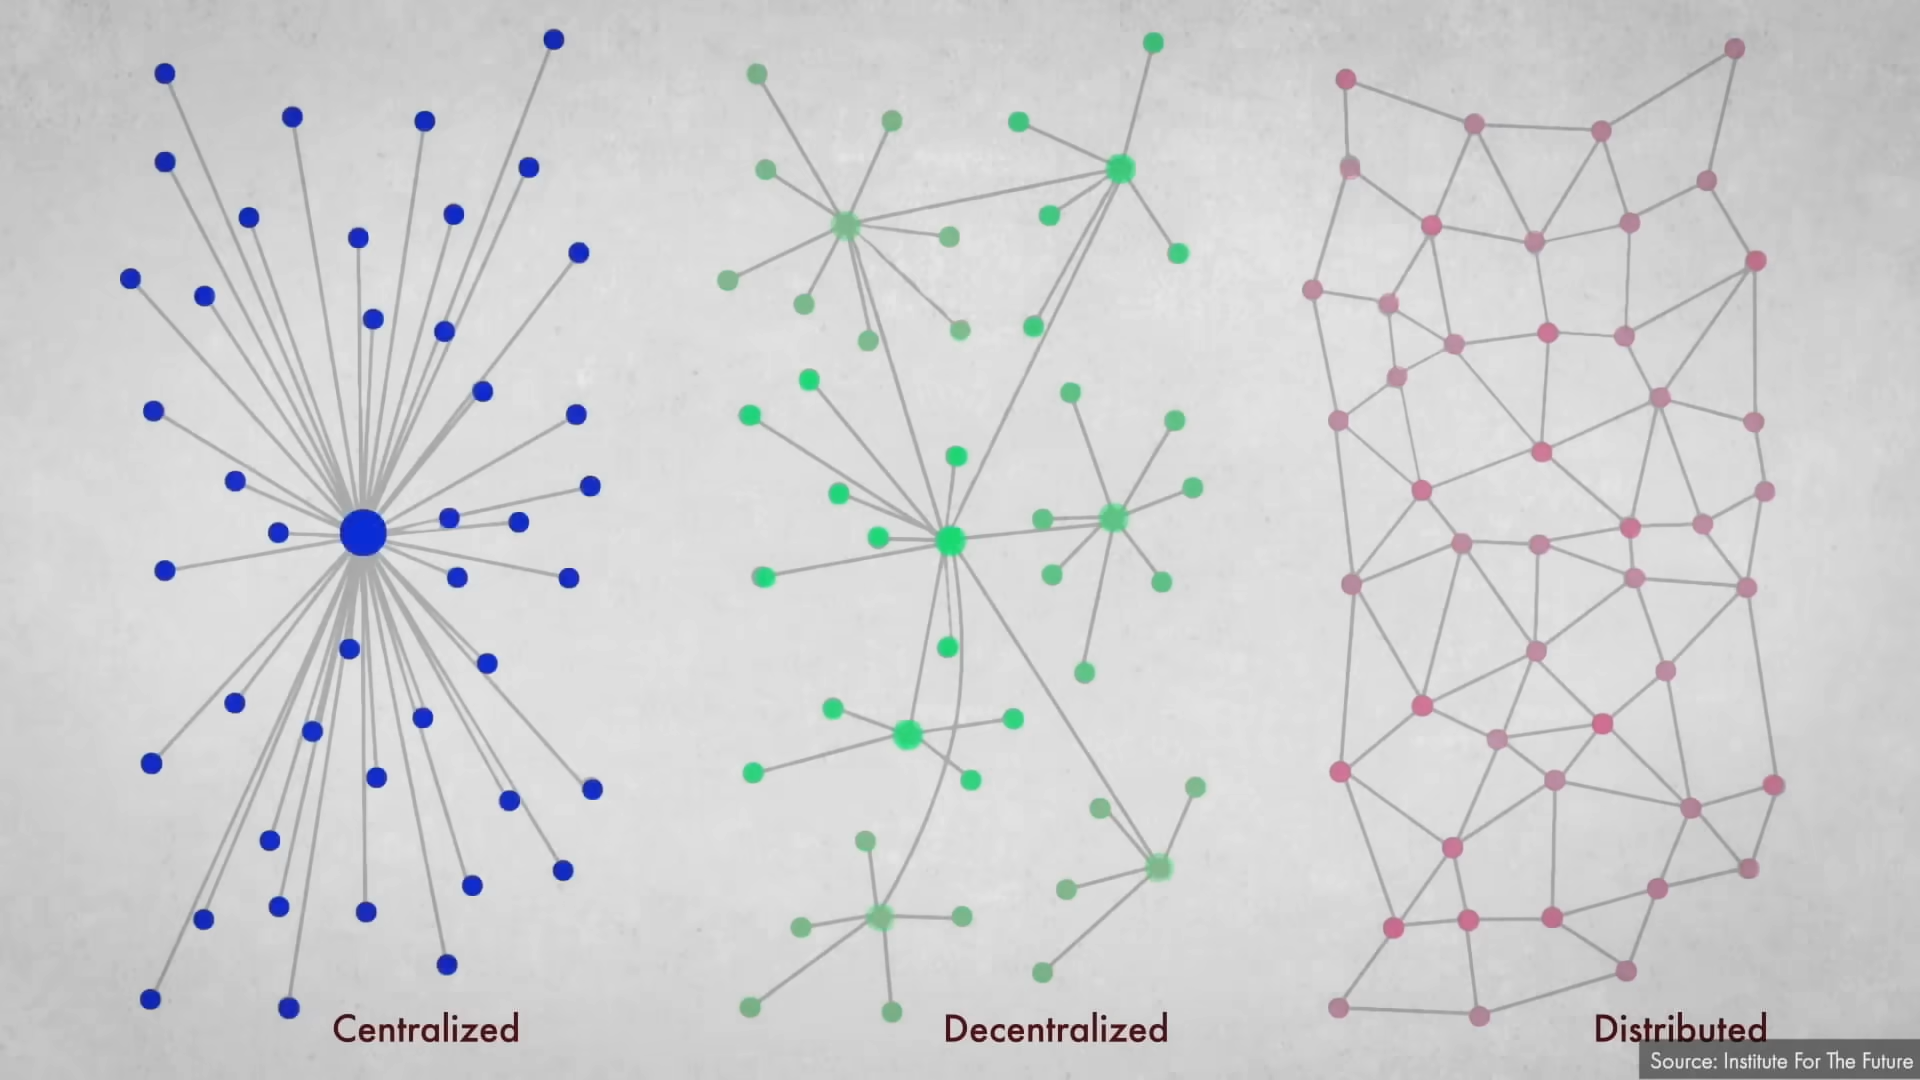 Centralized
Decentralized
Distributed
Source: Institute For The Future